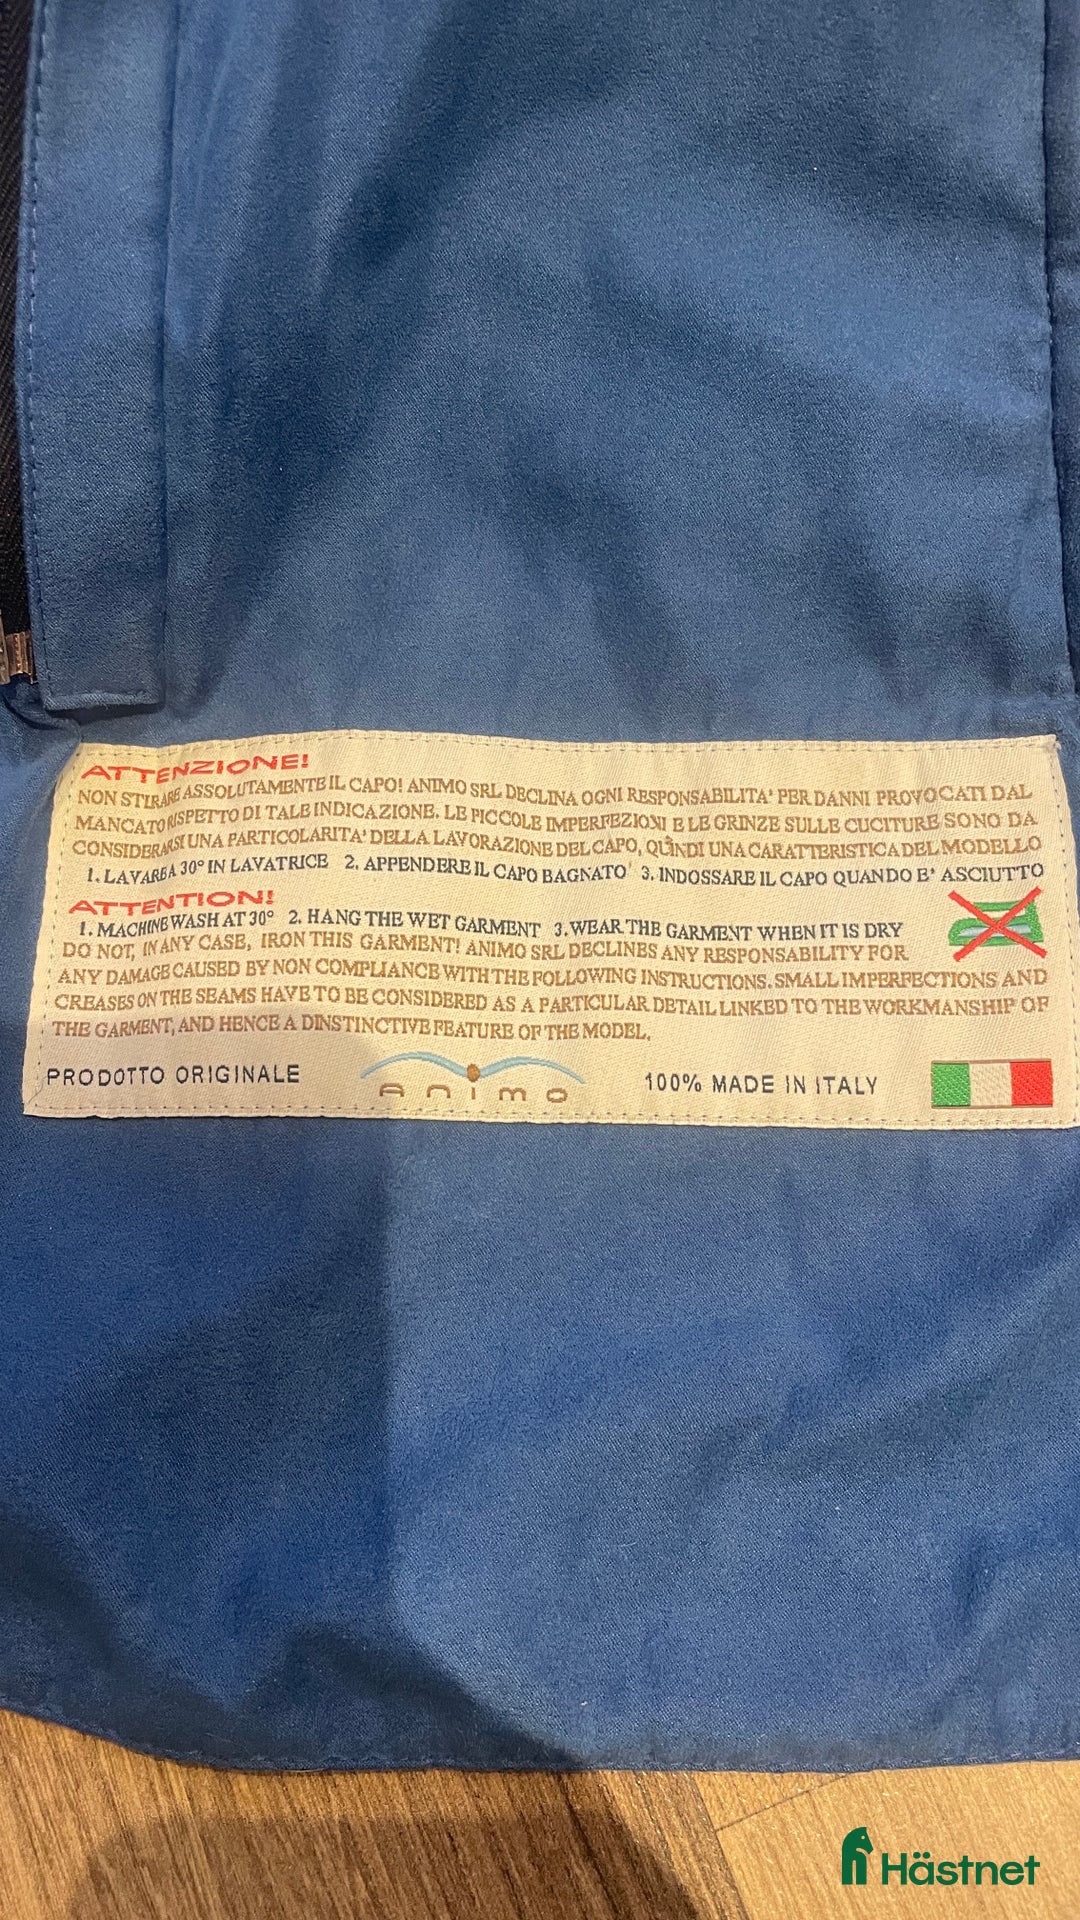 ATTENZIONE!
NON STIRARE ASSOLUTAMENTE IL CAPO! ANIMO SRL DECLINA OGNI RESPONSABILITA' PER DANNI PROVOCATI DAL
MANCATO RISPETTO DI TALE INDICAZIONE. LE PICCOLE IMPERFEZIONI E LE GRINZE SULLE CUCITURE SONO DA
CONSIDERARSI UNA PARTICOLARITA' DELLA LAVORAZIONE DEL CAPO, QUINDI UNA CARATTERISTICA DEL MODELLO
1. LAVARE A 30° IN LAVATRICE 2. APPENDERE IL CAPO BAGNATO 3. INDOSSARE IL CAPO QUANDO E' ASCIUTTO
ATTENTION!
1. MACHINE WASH AT 30° 2. HANG THE WET GARMENT 3. WEAR THE GARMENT WHEN IT IS DRY
DO NOT, IN ANY CASE, IRON THIS GARMENT! ANIMO SRL DECLINES ANY RESPONSABILITY FOR
ANY DAMAGE CAUSED BY NON COMPLIANCE WITH THE FOLLOWING INSTRUCTIONS. SMALL IMPERFECTIONS AND
CREASES ON THE SEAMS HAVE TO BE CONSIDERED AS A PARTICULAR DETAIL LINKED TO THE WORKMANSHIP OF
THE GARMENT, AND HENCE A DINSTINCTIVE FEATURE OF THE MODEL.
PRODOTTO ORIGINALE Animo 100% MADE IN ITALY
Hästnet